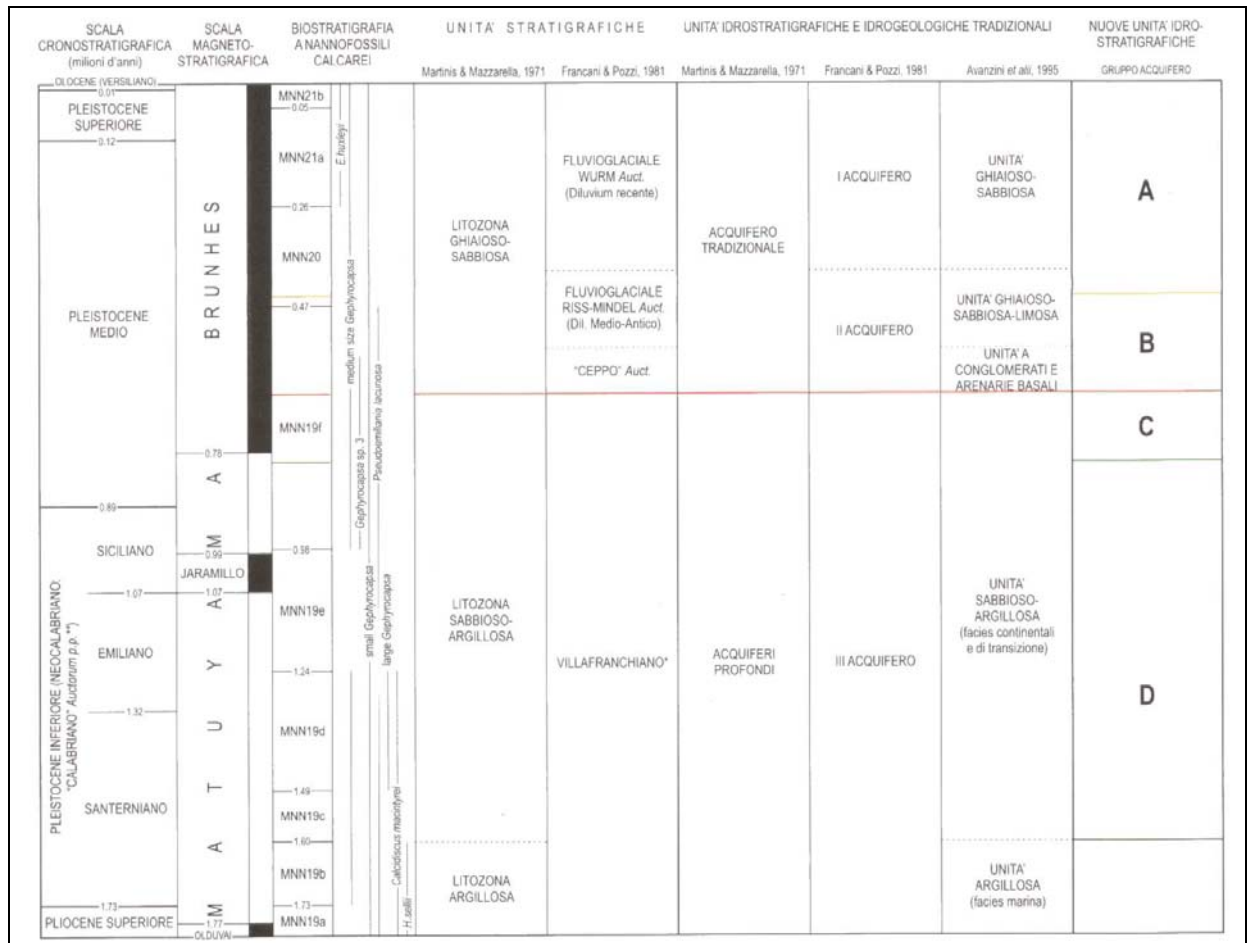 SCALA
CRONOSTRATIGRAFICA
(milioni d'anni)
SCALA
MAGNETO-
STRATIGRAFICA
BIOSTRATIGRAFIA
A NANNOFOSSILI
CALCAREI
UNITA' STRATIGRAFICHE
Martinis & Mazzarella, 1971
Francani & Pozzi, 1981
UNITA' IDROSTRATIGRAFICHE E IDROGEOLOGICHE TRADIZIONALI
Martinis & Mazzarella, 1971
Francani & Pozzi, 1981
Avanzini et alii, 1995
NUOVE UNITA' IDRO-
STRATIGRAFICHE
GRUPPO ACQUIFERO
OLOCENE (VERSILIANO)
0.01
PLEISTOCENE
SUPERIORE
0.12
PLEISTOCENE
MEDIO
0.89
PLEISTOCENE INFERIORE (NEOCALABRIANO:
"CALABRIANO" Auctorum p.p.**)
SICILIANO
1.07
EMILIANO
1.32
SANTERNIANO
1.73
PLIOCENE SUPERIORE
BRUNHES
0.78
MATUYAMA
0.99
JARAMILLO
1.07
1.77
OLDUVAI
MNN21b
0.05
MNN21a
0.26
MNN20
0.47
MNN19f
0.98
MNN19e
1.24
MNN19d
1.49
MNN19c
1.60
MNN19b
1.73
MNN19a
E.huxleyi
medium size Gephyrocapsa
Gephyrocapsa sp. 3
Pseudoemiliania lacunosa
small Gephyrocapsa
large Gephyrocapsa
Calcidiscus macintyrei
H.sellii
LITOZONA
GHIAIOSO-
SABBIOSA
LITOZONA
SABBIOSO-
ARGILLOSA
LITOZONA
ARGILLOSA
FLUVIOGLACIALE
WURM Auct.
(Diluvium recente)
FLUVIOGLACIALE
RISS-MINDEL Auct.
(Dil. Medio-Antico)
"CEPPO" Auct.
VILLAFRANCHIANO*
ACQUIFERO
TRADIZIONALE
ACQUIFERI
PROFONDI
I ACQUIFERO
II ACQUIFERO
III ACQUIFERO
UNITA'
GHIAIOSO-
SABBIOSA
UNITA' GHIAIOSO-
SABBIOSA-LIMOSA
UNITA' A
CONGLOMERATI E
ARENARIE BASALI
UNITA'
SABBIOSO-
ARGILLOSA
(facies continentali
e di transizione)
UNITA'
ARGILLOSA
(facies marina)
A
B
C
D